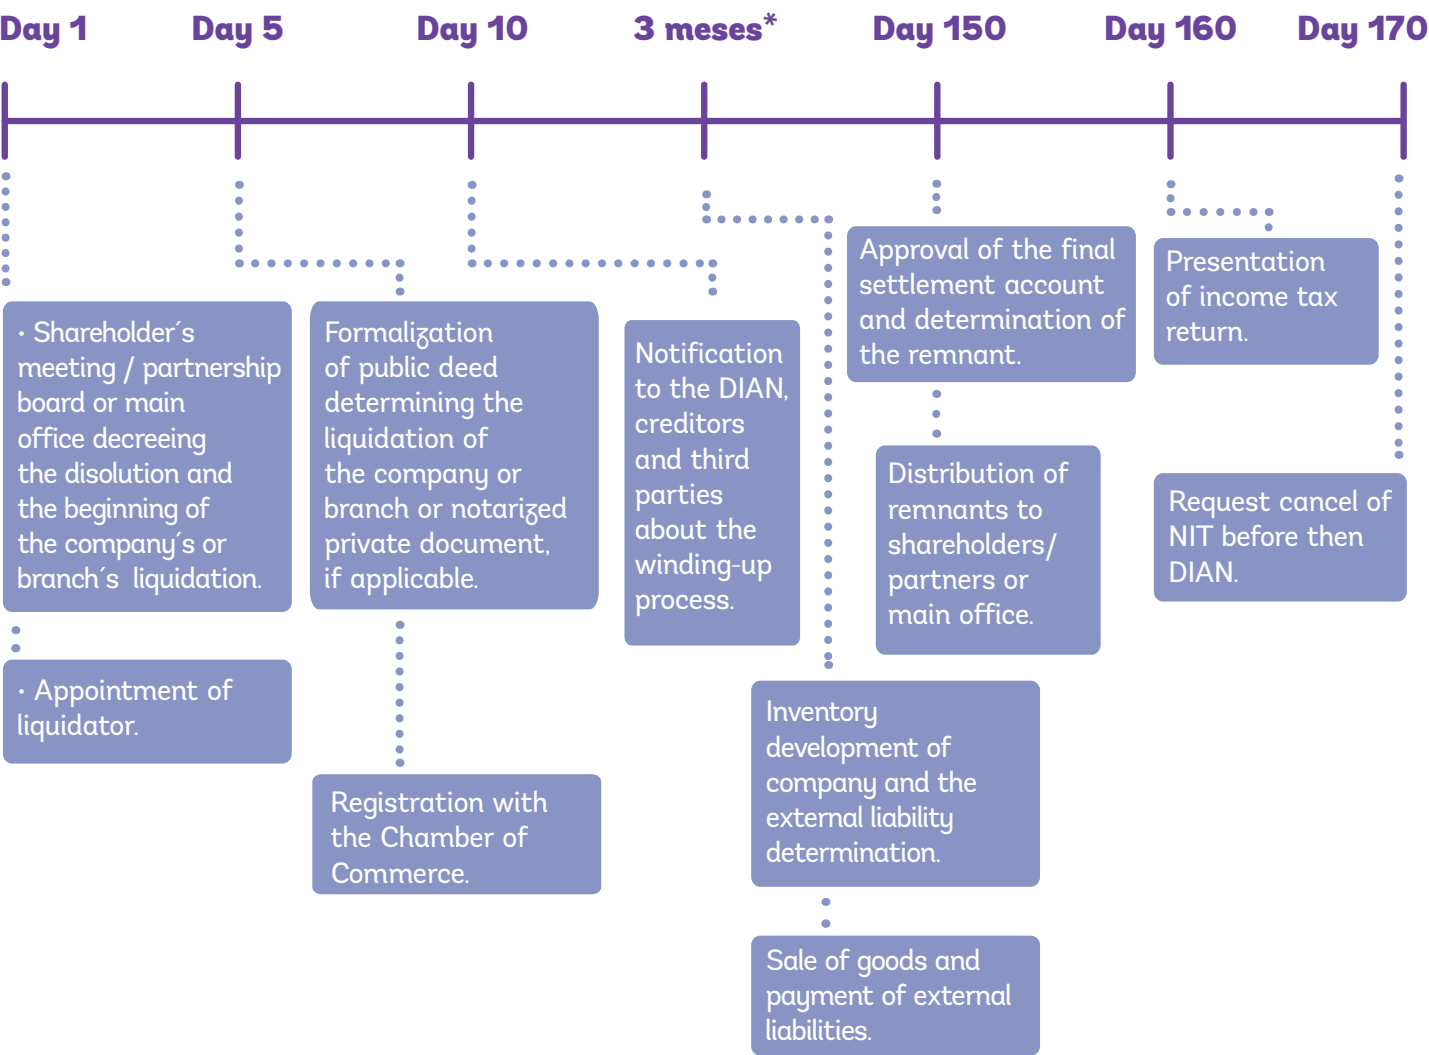 Day 1
Day 5
Day 10
3 meses*
Day 150
Day 160
Day 170
· Shareholder´s
meeting / partnership
board or main
office decreeing
the disolution and
the beginning of
the company´s or
branch´s liquidation.
· Appointment of
liquidator.
Formalization
of public deed
determining the
liquidation of
the company or
branch or notarized
private document,
if applicable.
Registration with
the Chamber of
Commerce.
Notification
to the DIAN,
creditors
and third
parties
about the
winding-up
process.
Inventory
development of
company and the
external liability
determination.
Sale of goods and
payment of external
liabilities.
Approval of the final
settlement account
and determination of
the remnant.
Distribution of
remnants to
shareholders/
partners or
main office.
Presentation
of income tax
return.
Request cancel of
NIT before then
DIAN.